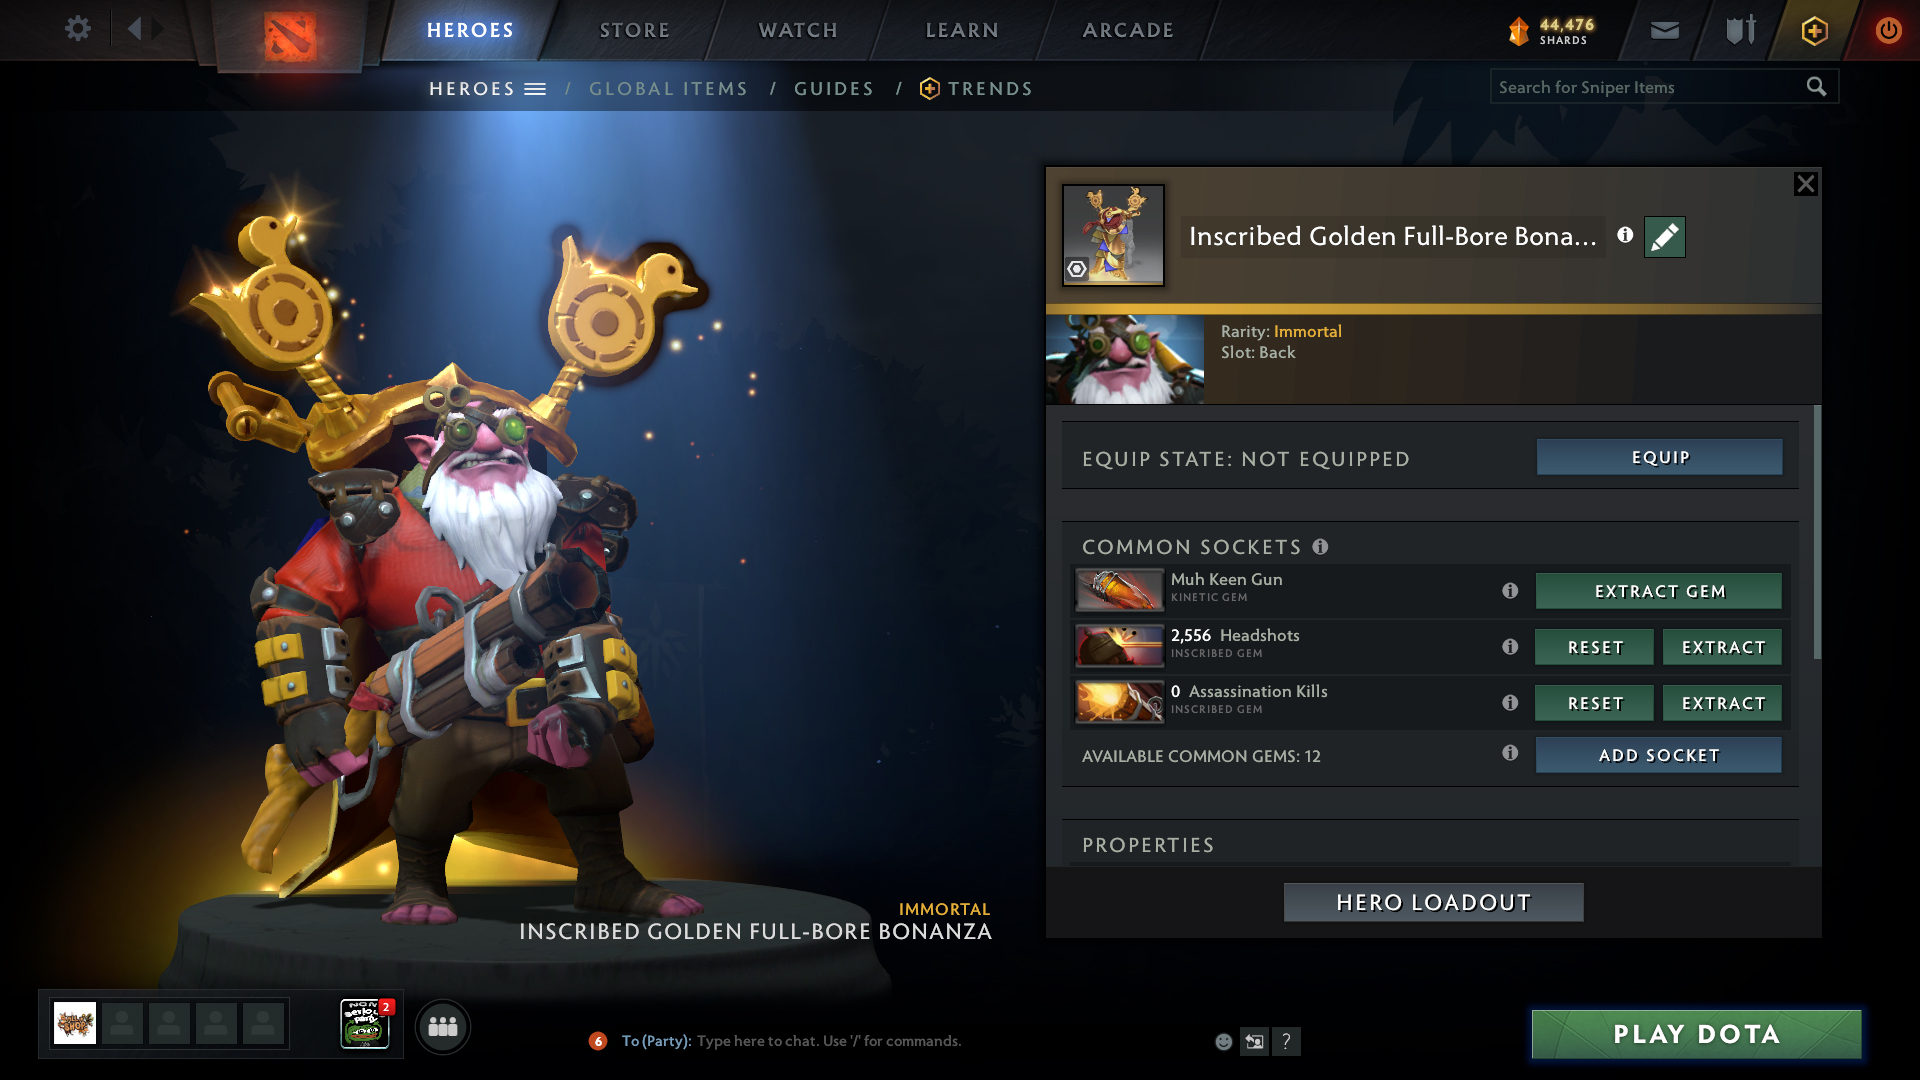 HEROES
STORE
WATCH
LEARN
ARCADE
44,476
SHARDS
HEROES / GLOBAL ITEMS / GUIDES / TRENDS
Search for Sniper Items
Inscribed Golden Full-Bore Bona...
Rarity: Immortal
Slot: Back
EQUIP STATE: NOT EQUIPPED
EQUIP
COMMON SOCKETS
Muh Keen Gun
KINETIC GEM
EXTRACT GEM
2,556 Headshots
INSCRIBED GEM
RESET
EXTRACT
0 Assassination Kills
INSCRIBED GEM
RESET
EXTRACT
AVAILABLE COMMON GEMS: 12
ADD SOCKET
PROPERTIES
HERO LOADOUT
IMMORTAL
INSCRIBED GOLDEN FULL-BORE BONANZA
2
6
To (Party): Type here to chat. Use '/' for commands.
?
PLAY DOTA